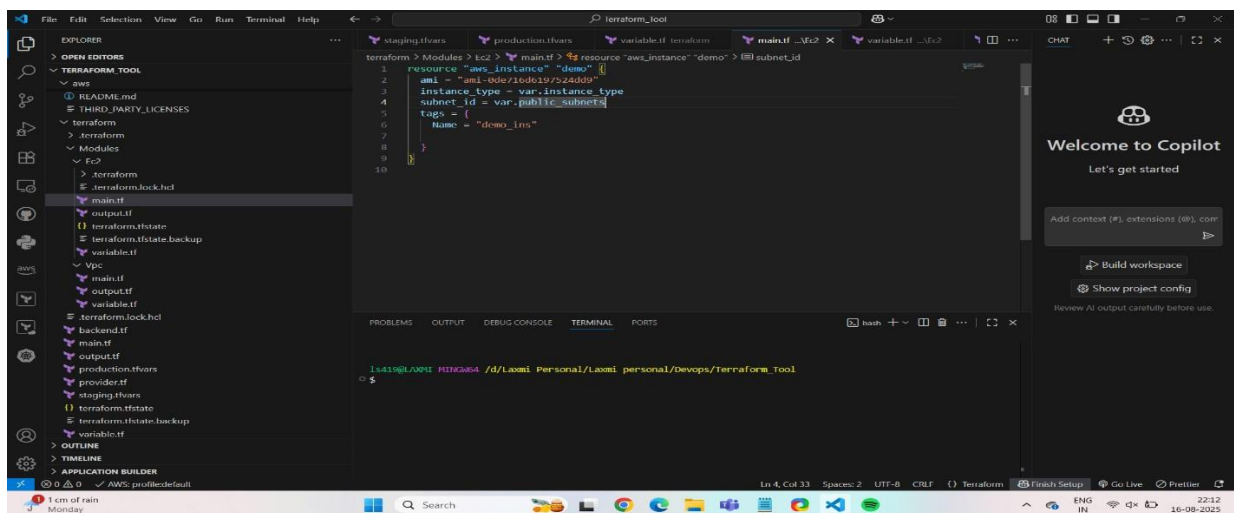 File Edit Selection View Go Run Terminal Help
Terraform_Tool
EXPLORER
OPEN EDITORS
TERRAFORM_TOOL
aws
README.md
THIRD_PARTY_LICENSES
terraform
.terraform
Modules
Ec2
.terraform
.terraform.lock.hcl
main.tf
output.tf
terraform.tfstate
terraform.tfstate.backup
variable.tf
Vpc
main.tf
output.tf
variable.tf
.terraform.lock.hcl
backend.tf
main.tf
output.tf
production.tfvars
provider.tf
staging.tfvars
terraform.tfstate
terraform.tfstate.backup
variable.tf
OUTLINE
TIMELINE
APPLICATION BUILDER
staging.tfvars production.tfvars variable.tf terraform main.tf ...\Ec2 variable.tf ...\Ec2
terraform > Modules > Ec2 > main.tf > resource "aws_instance" "demo" > subnet_id
1 resource "aws_instance" "demo" {
2 ami = "ami-0de716d6197524dd9"
3 instance_type = var.instance_type
4 subnet_id = var.public_subnets
5 tags = {
6 Name = "demo_ins"
7
8 }
9 }
10
PROBLEMS OUTPUT DEBUG CONSOLE TERMINAL PORTS
bash
ls419@LAXMI MINGW64 /d/Laxmi Personal/Laxmi personal/Devops/Terraform_Tool
$
CHAT
Welcome to Copilot
Let's get started
Add context (#), extensions (@), com
Build workspace
Show project config
Review AI output carefully before use.
0 0 AWS: profile:default
Ln 4, Col 33 Spaces: 2 UTF-8 CRLF {} Terraform Finish Setup Go Live Prettier
1
1 cm of rain
Monday
Search
ENG
IN
22:12
16-08-2025